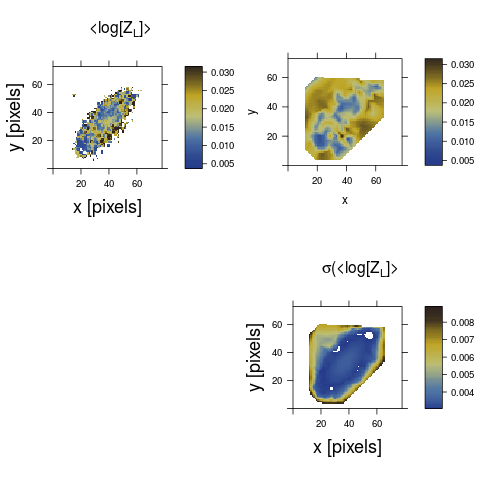 <log[Z_L]>
y [pixels]
60
40
20
20 40 60
x [pixels]
0.030
0.025
0.020
0.015
0.010
0.005
y
60
40
20
20 40 60
x
0.030
0.025
0.020
0.015
0.010
0.005
σ(<log[Z_L]>
y [pixels]
60
40
20
20 40 60
x [pixels]
0.008
0.007
0.006
0.005
0.004